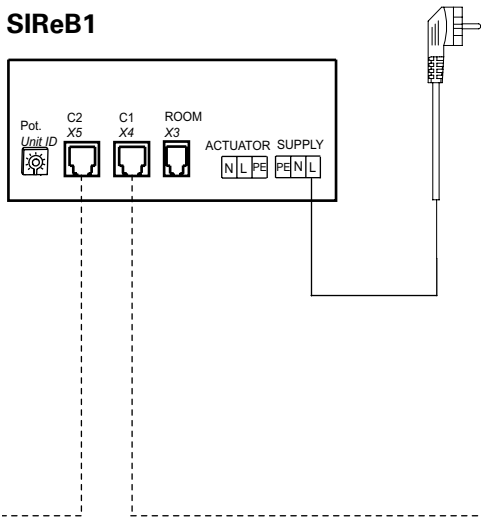 SIReB1
Pot.
Unit ID
C2
X5
C1
X4
ROOM
X3
ACTUATOR
N L PE
SUPPLY
PE N L